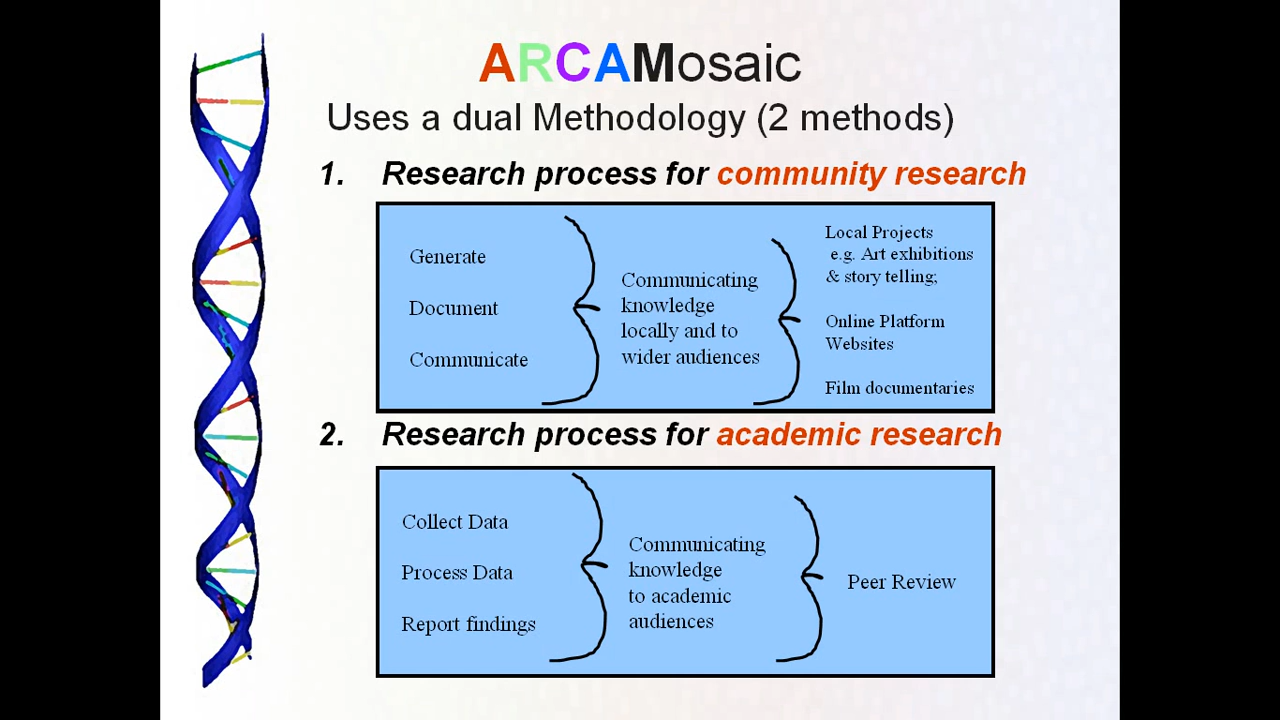 ARCAMosaic
Uses a dual Methodology (2 methods)
1. Research process for community research
Generate
Document
Communicate
Communicating
knowledge
locally and to
wider audiences
Local Projects
e.g. Art exhibitions
& story telling;
Online Platform
Websites
Film documentaries
2. Research process for academic research
Collect Data
Process Data
Report findings
Communicating
knowledge
to academic
audiences
Peer Review